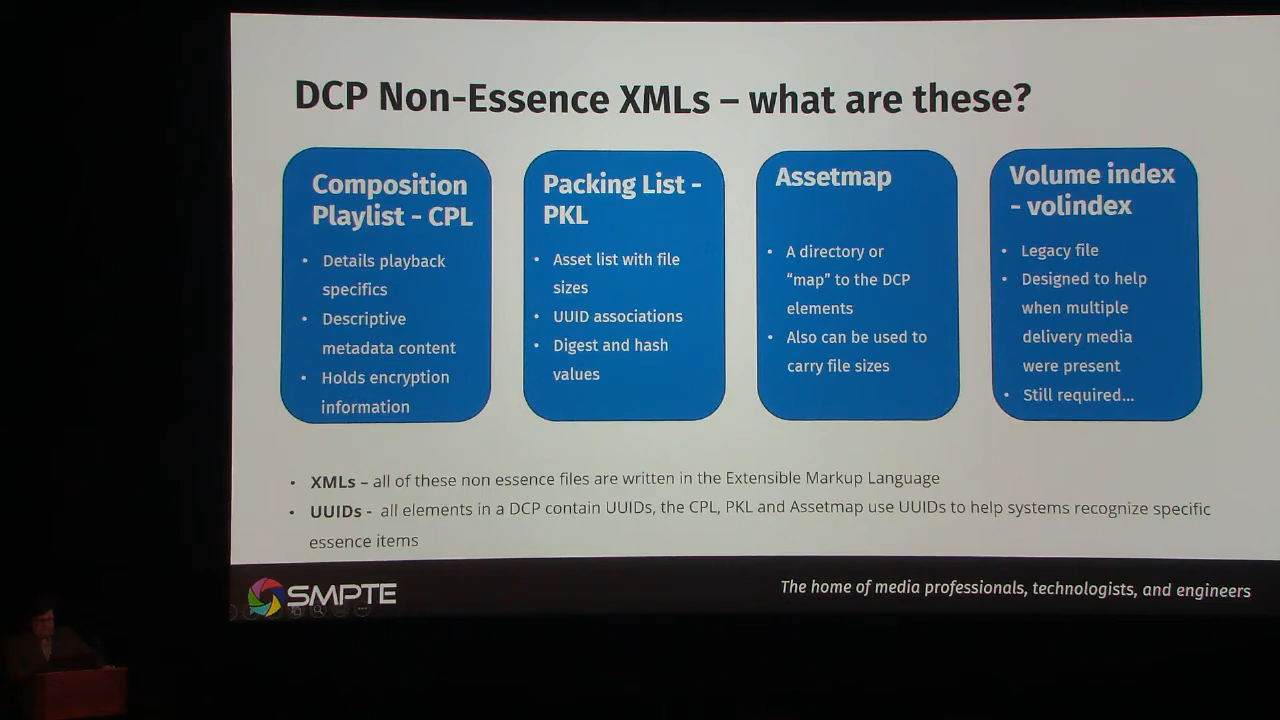 DCP Non-Essence XMLs – what are these?
Composition
Playlist - CPL
• Details playback
specifics
• Descriptive
metadata content
• Holds encryption
information
Packing List -
PKL
• Asset list with file
sizes
• UUID associations
• Digest and hash
values
Assetmap
• A directory or
“map” to the DCP
elements
• Also can be used to
carry file sizes
Volume index
- volindex
• Legacy file
• Designed to help
when multiple
delivery media
were present
• Still required...
• XMLs – all of these non essence files are written in the Extensible Markup Language
• UUIDs - all elements in a DCP contain UUIDs, the CPL, PKL and Assetmap use UUIDs to help systems recognize specific
essence items
SMPTE
The home of media professionals, technologists, and engineers